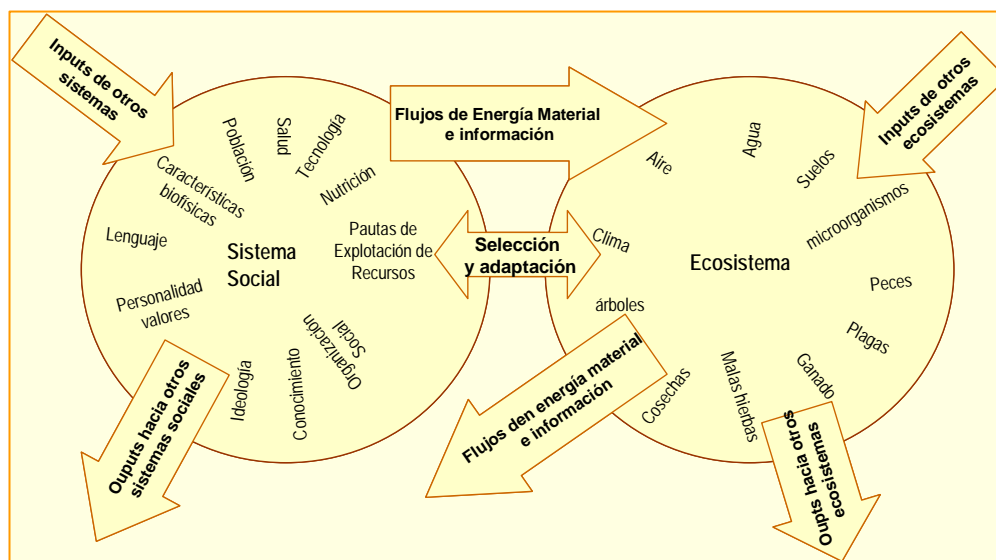 Inputs de otros
sistemas
Flujos de Energía Material
e información
Inputs de otros
ecosistemas
Población
Salud
Tecnología
Nutrición
Características
biofísicas
Lenguaje
Sistema
Social
Pautas de
Explotación de
Recursos
Personalidad
valores
Ideología
Conocimiento
Organización
Social
Selección
y adaptación
Aire
Agua
Suelos
microorganismos
Clima
Ecosistema
Peces
árboles
Plagas
Ganado
Malas hierbas
Cosechas
Ouputs hacia otros
sistemas sociales
Flujos den energía material
e información
Oupts hacia otros
ecosistemas